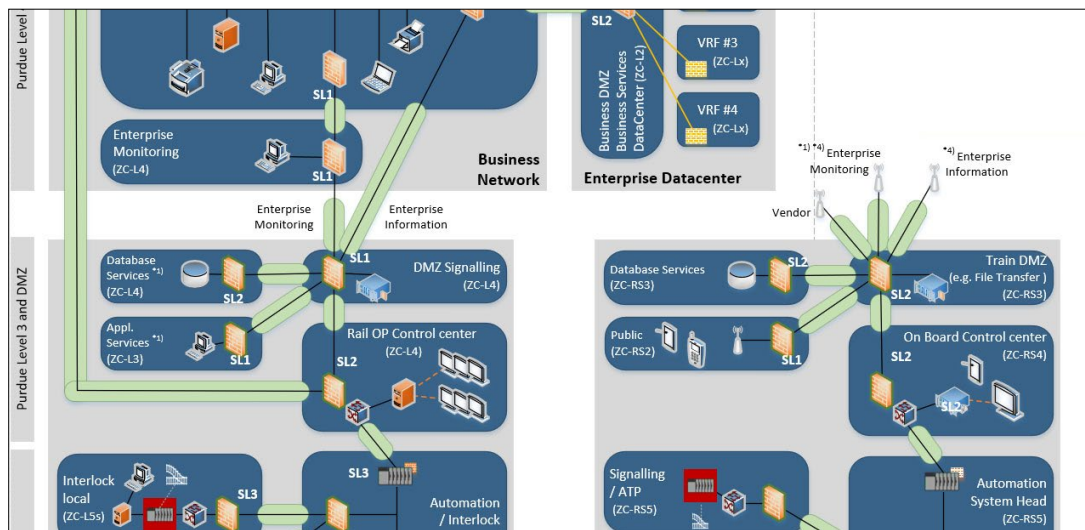 Purdue Level
SL1
Enterprise
Monitoring
(ZC-L4)
SL1
Business
Network
SL2
Business DMZ
Business Services
DataCenter (ZC-L2)
VRF #3
(ZC-Lx)
VRF #4
(ZC-Lx)
Enterprise Datacenter
*1) *4) Enterprise
Monitoring
*4) Enterprise
Information
Vendor
Enterprise
Monitoring
Enterprise
Information
Purdue Level 3 and DMZ
Database
Services *1)
(ZC-L4)
SL2
SL1
DMZ Signalling
(ZC-L4)
Appl.
Services *1)
(ZC-L3)
SL1
Rail OP Control center
(ZC-L4)
SL2
SL3
Interlock
local
(ZC-L5s)
SL3
Automation
/ Interlock
Database Services
(ZC-RS3)
SL2
SL2
Train DMZ
(e.g. File Transfer )
(ZC-RS3)
Public
(ZC-RS2)
SL1
On Board Control center
(ZC-RS4)
SL2
SL2
Signalling
/ ATP
(ZC-RS5)
Automation
System Head
(ZC-RS5)